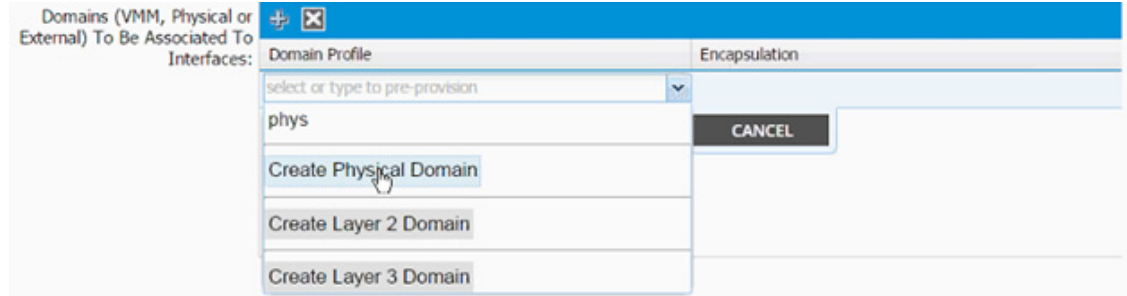 Domains (VMM, Physical or
External) To Be Associated To
Interfaces:
Domain Profile
Encapsulation
select or type to pre-provision
phys
CANCEL
Create Physical Domain
Create Layer 2 Domain
Create Layer 3 Domain